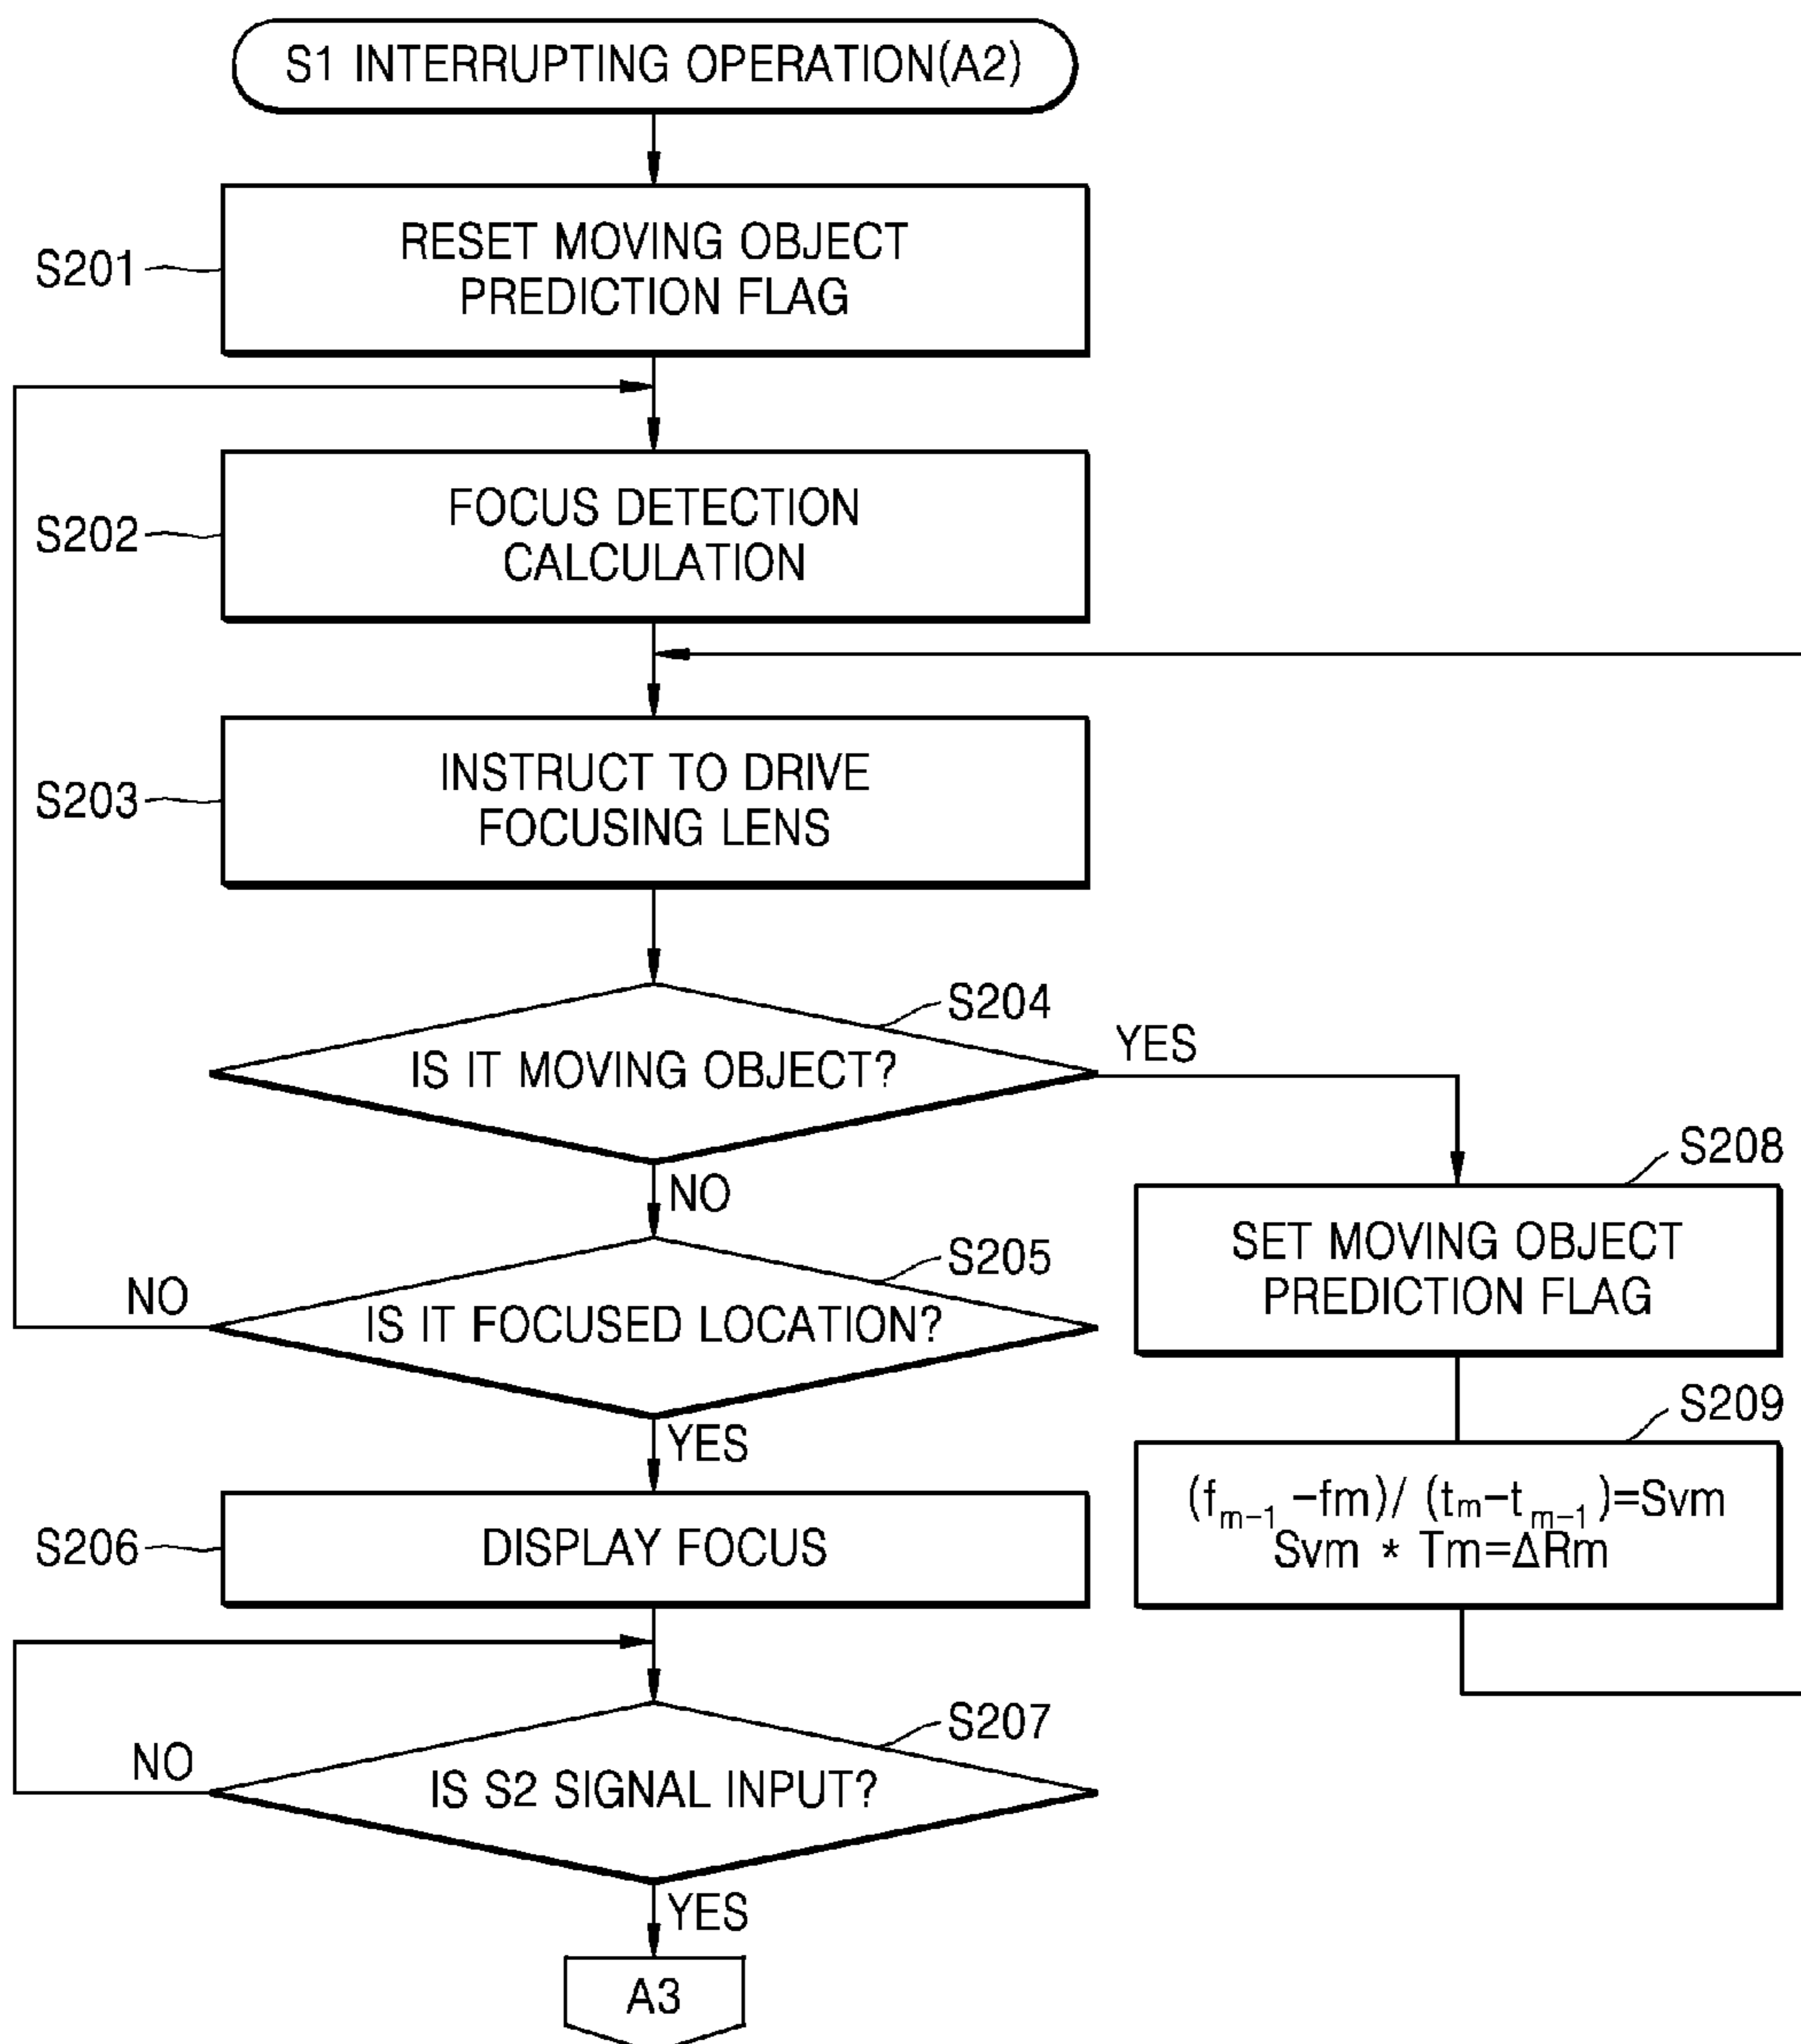 S1 INTERRUPTING OPERATION(A2)
S201
RESET MOVING OBJECT
PREDICTION FLAG
S202
FOCUS DETECTION
CALCULATION
S203
INSTRUCT TO DRIVE
FOCUSING LENS
S204
IS IT MOVING OBJECT?
YES
NO
S208
SET MOVING OBJECT
PREDICTION FLAG
S205
NO
IS IT FOCUSED LOCATION?
YES
S209
(f_{m-1} -fm)/ (t_m-t_{m-1})=Svm
Svm * Tm=ΔRm
S206
DISPLAY FOCUS
S207
NO
IS S2 SIGNAL INPUT?
YES
A3